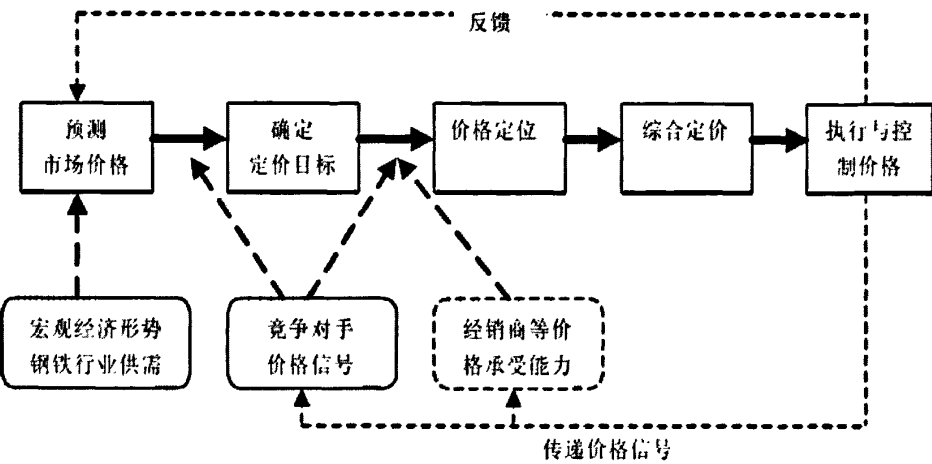 反馈
预测
市场价格
确定
定价目标
价格定位
综合定价
执行与控
制价格
宏观经济形势
钢铁行业供需
竞争对手
价格信号
经销商等价
格承受能力
传递价格信号